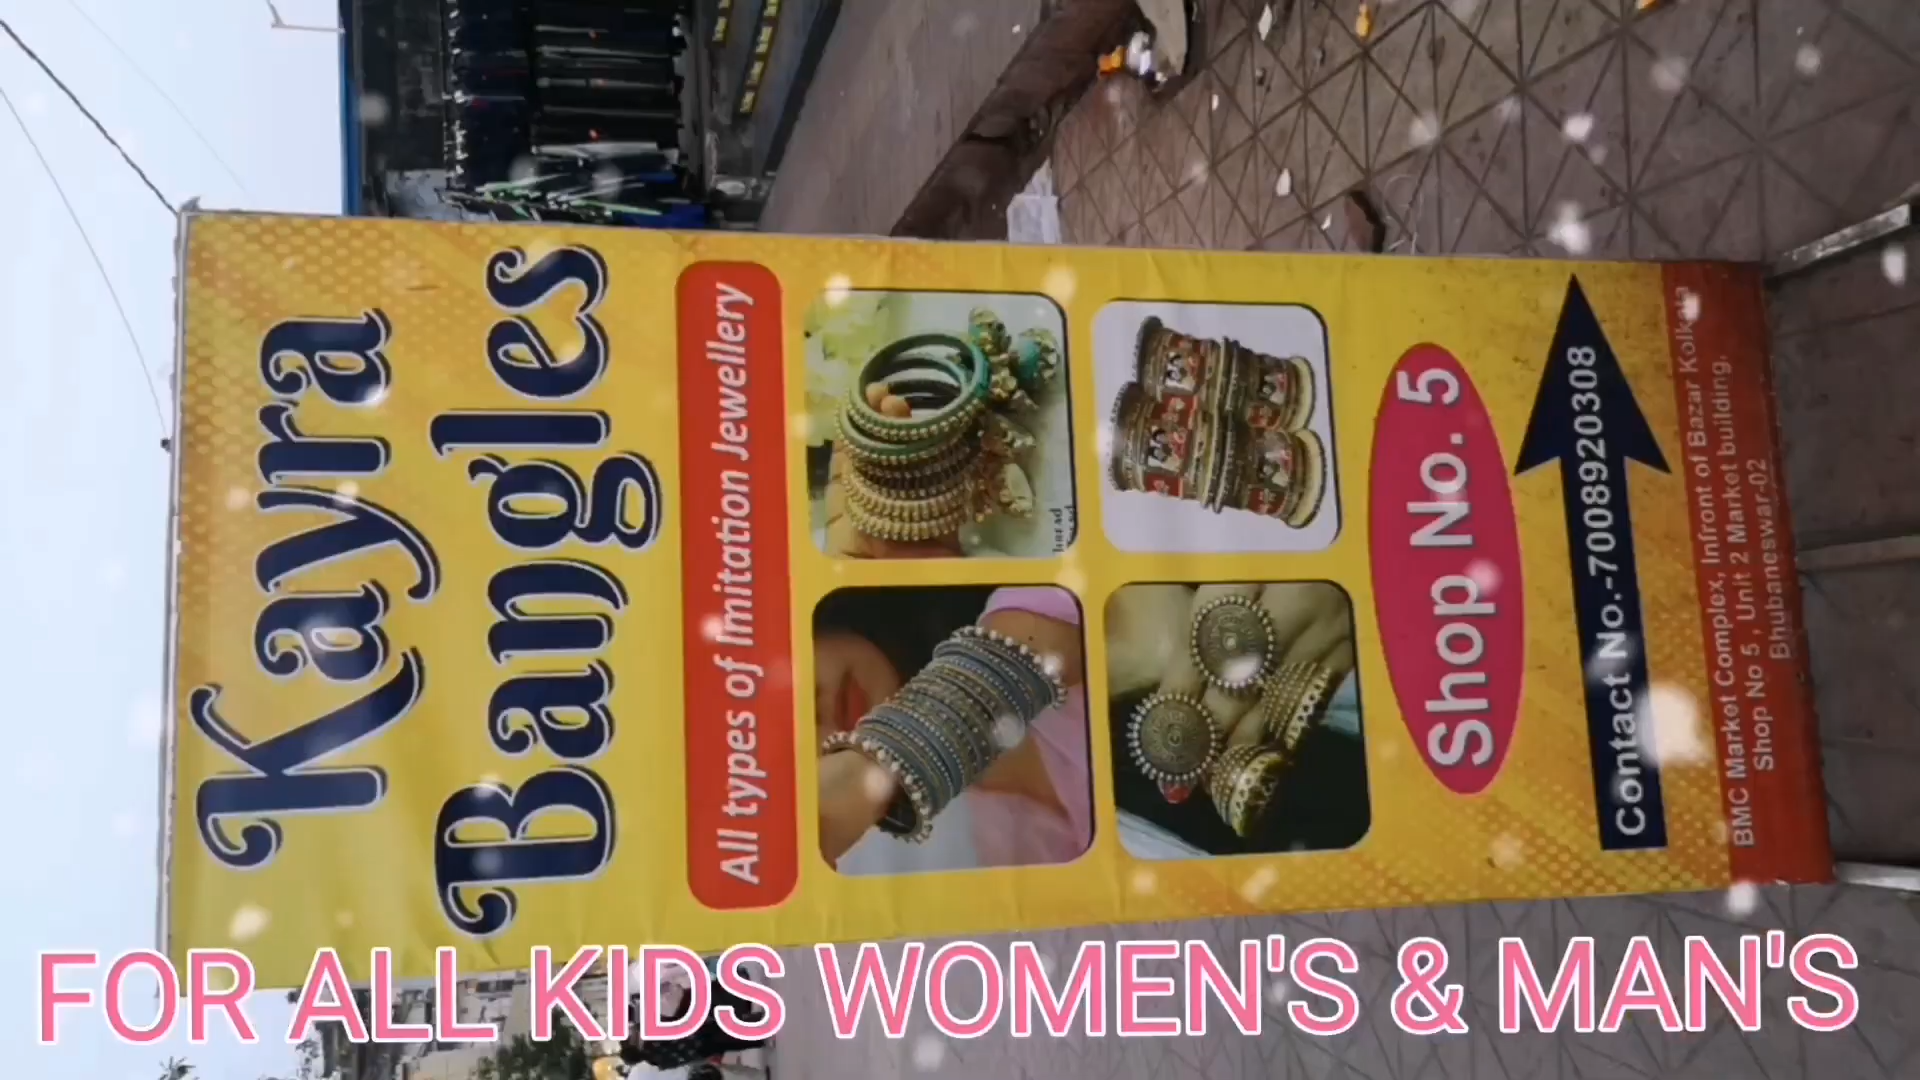 Kayra
Bangles
All types of Imitation Jewellery
Shop No. 5
Contact No.-7008920308
BMC Market Complex, Infront of Bazar Kolkata
Shop No 5 , Unit 2 Market building,
Bhubaneswar-02
FOR ALL KIDS WOMEN'S & MAN'S